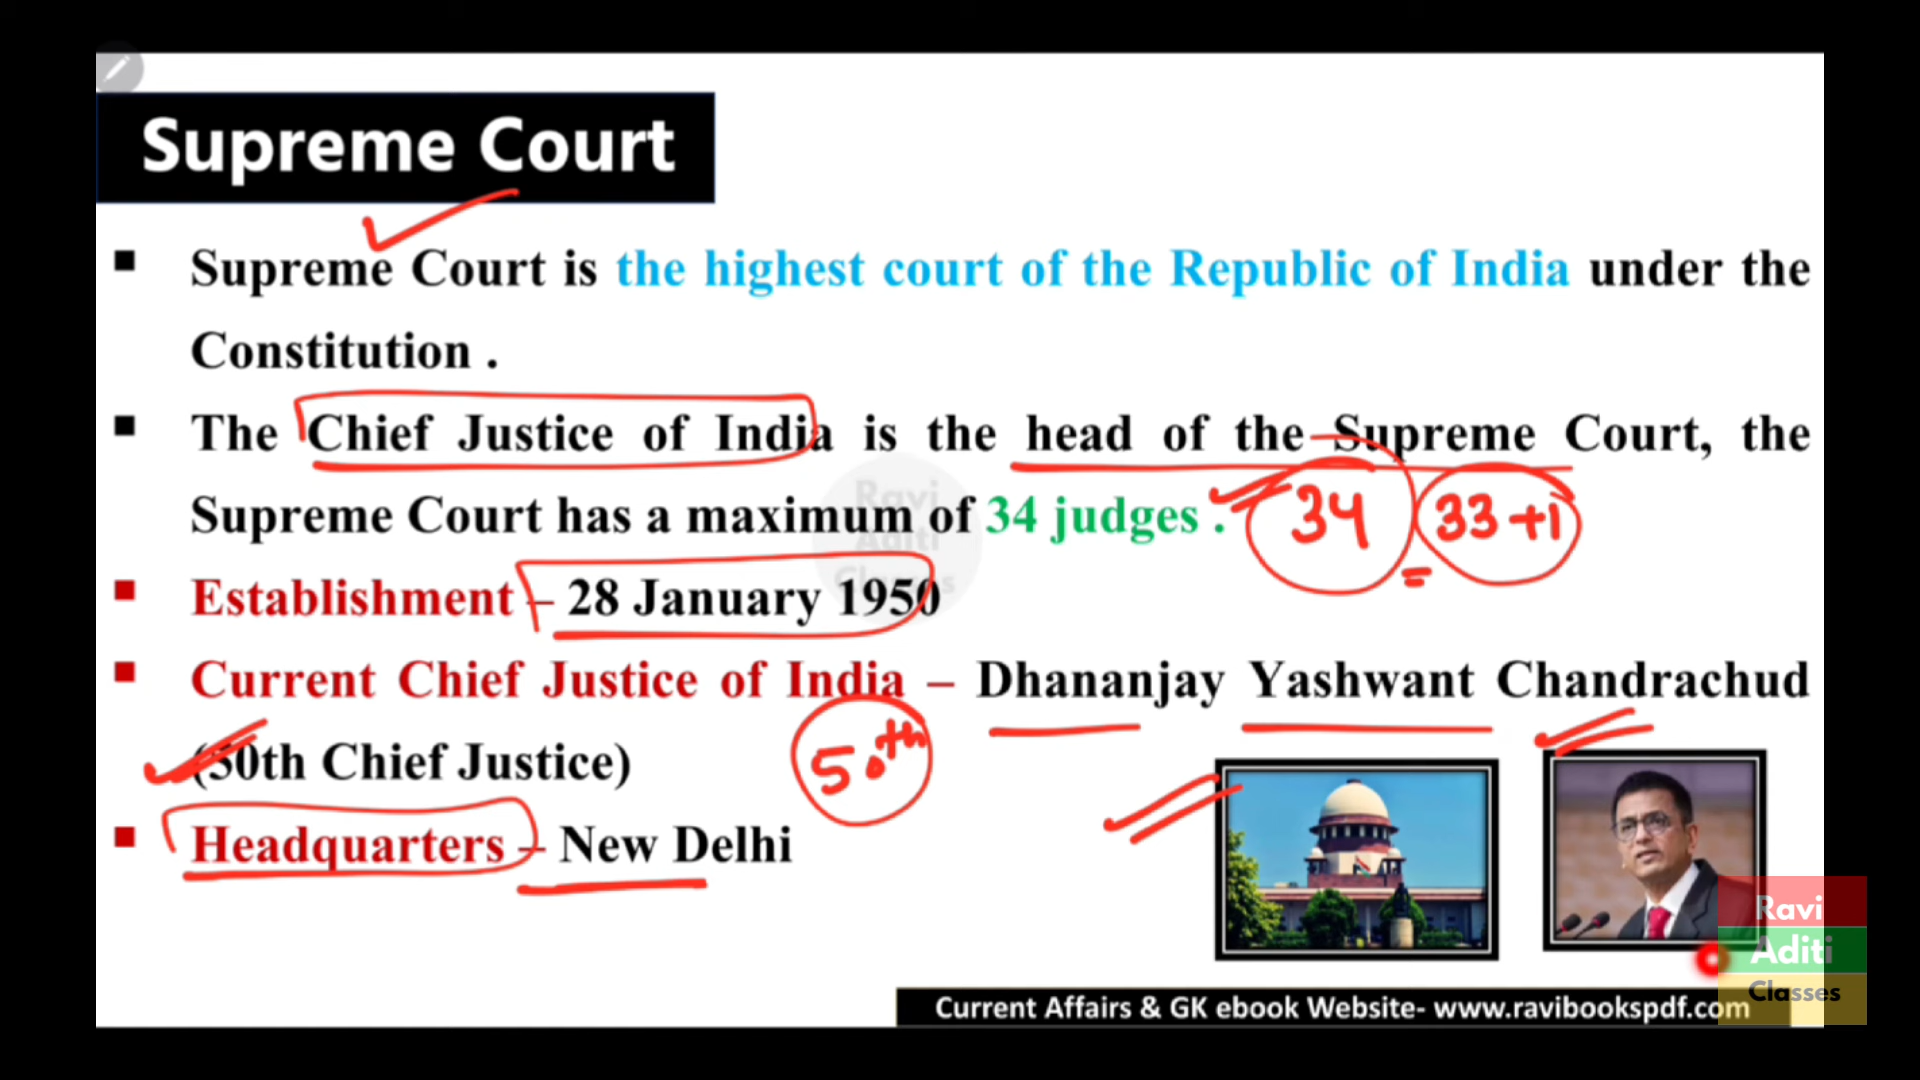 Supreme Court
Supreme Court is the highest court of the Republic of India under the
Constitution .
The Chief Justice of India is the head of the Supreme Court, the
Supreme Court has a maximum of 34 judges .
34 = 33 +1
Establishment – 28 January 1950
Current Chief Justice of India – Dhananjay Yashwant Chandrachud
(50th Chief Justice)
50th
Headquarters – New Delhi
Ravi
Aditi
Classes
Ravi
Aditi
Classes
Current Affairs & GK ebook Website- www.ravibookspdf.com